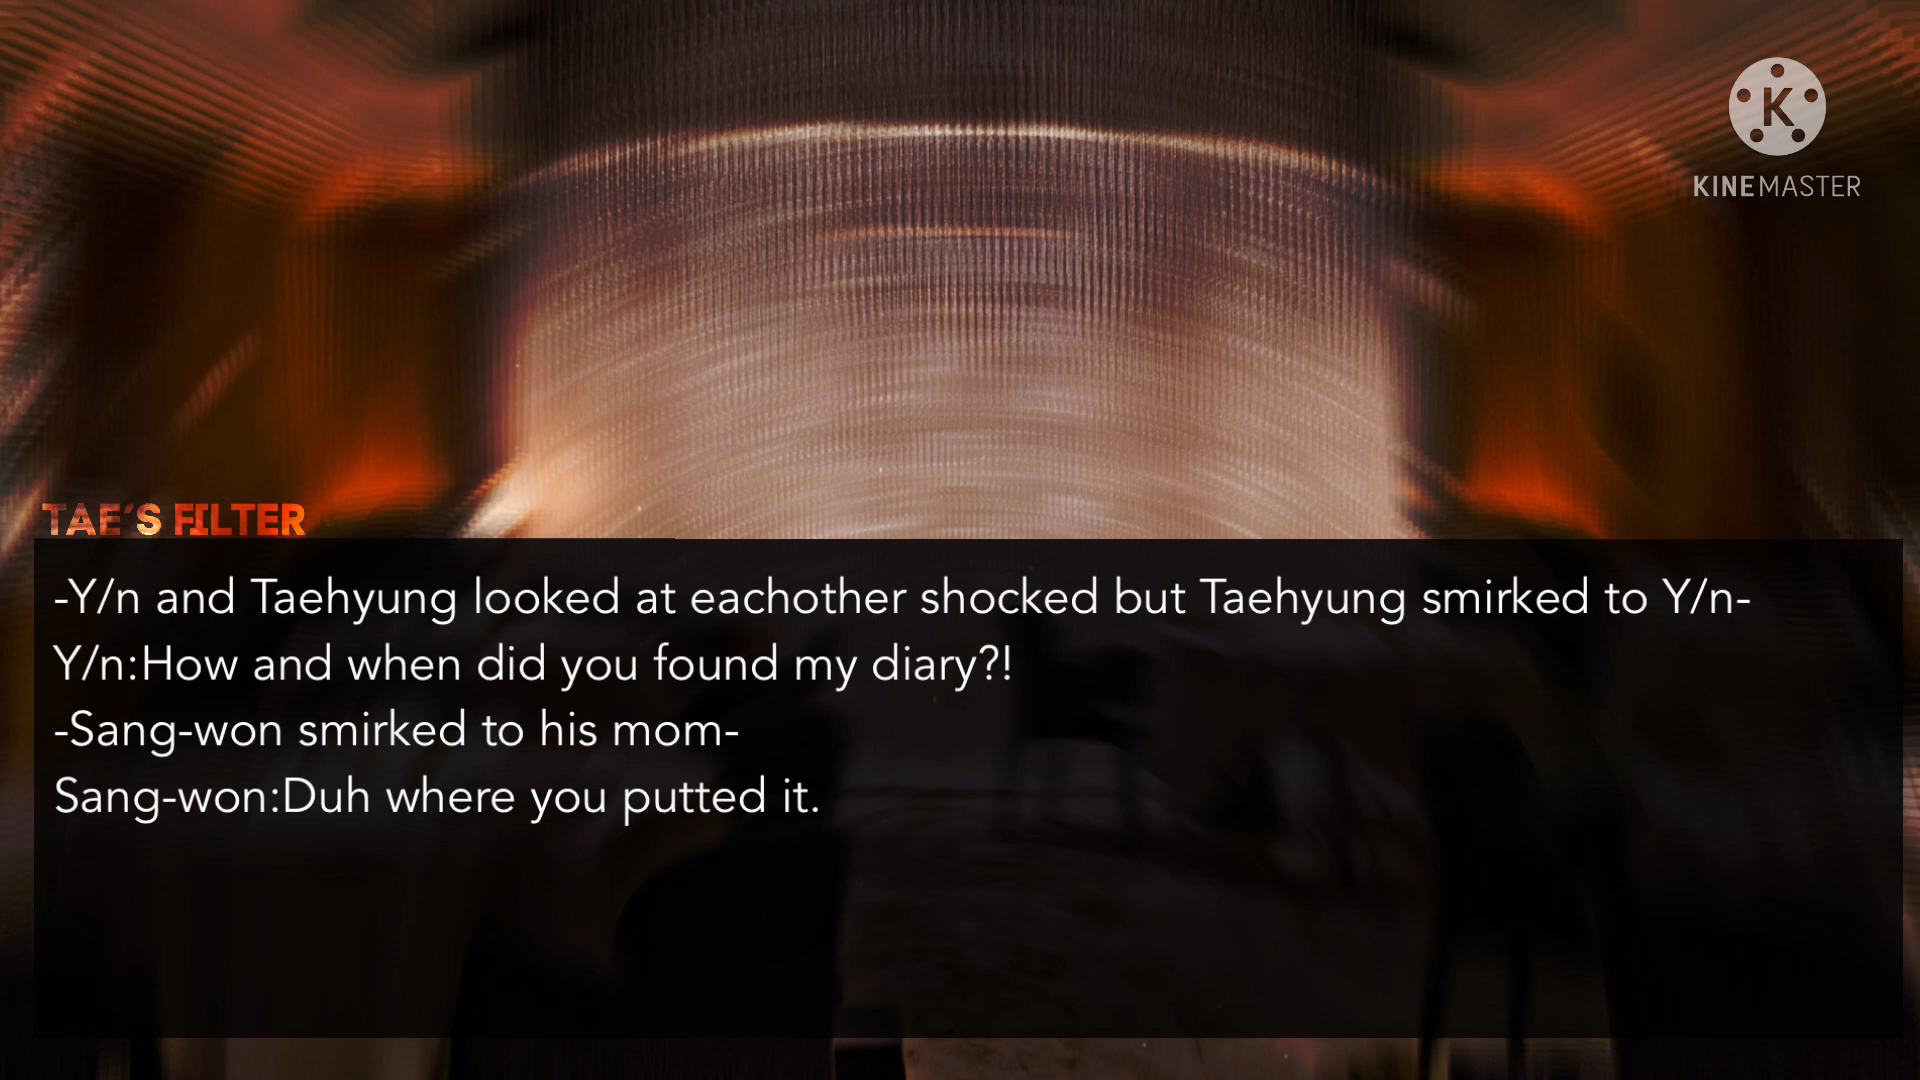 K
KINEMASTER
TAE'S FILTER
-Y/n and Taehyung looked at eachother shocked but Taehyung smirked to Y/n-
Y/n:How and when did you found my diary?!
-Sang-won smirked to his mom-
Sang-won:Duh where you putted it.